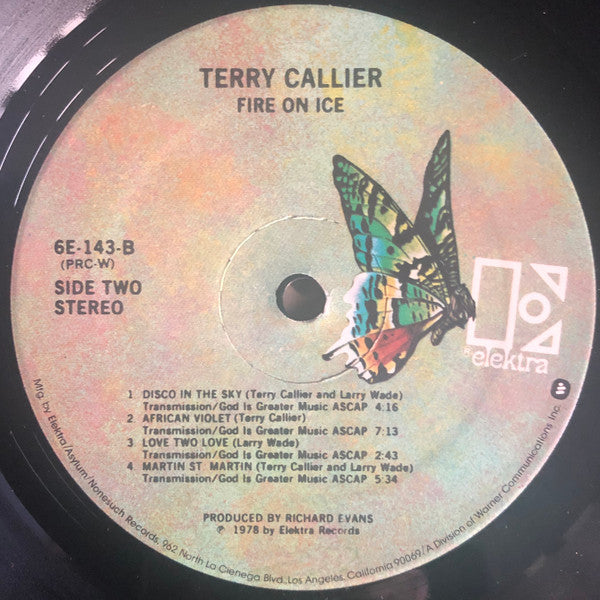 TERRY CALLIER
FIRE ON ICE
6E-143-B
(PRC-W)
SIDE TWO
STEREO
elektra
1 DISCO IN THE SKY (Terry Callier and Larry Wade)
Transmission/God Is Greater Music ASCAP 4:16
2 AFRICAN VIOLET (Terry Callier)
Transmission/God Is Greater Music ASCAP 7:13
3 LOVE TWO LOVE (Larry Wade)
Transmission/God Is Greater Music ASCAP 2:43
4 MARTIN ST. MARTIN (Terry Callier and Larry Wade)
Transmission/God Is Greater Music ASCAP 5:34
PRODUCED BY RICHARD EVANS
℗ 1978 by Elektra Records
Mfg. by Elektra/Asylum/Nonesuch Records, 962 North La Cienega Blvd., Los Angeles, California 90069/A Division of Warner Communications Inc.